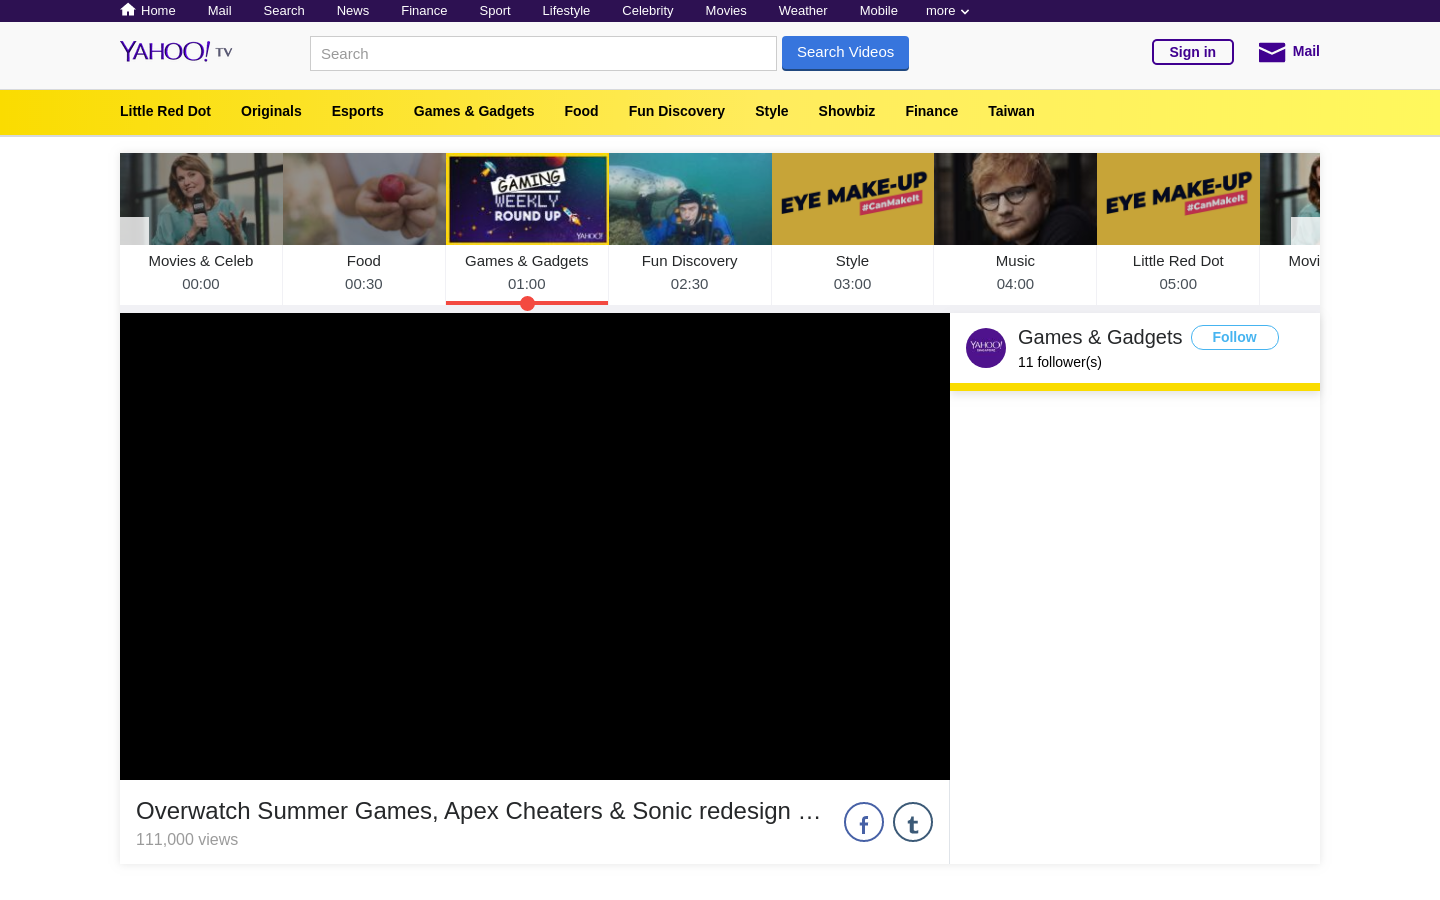 Home Mail Search News Finance Sport Lifestyle Celebrity Movies Weather Mobile more
YAHOO! TV
Search
Search Videos
Sign in
Mail
Little Red Dot Originals Esports Games & Gadgets Food Fun Discovery Style Showbiz Finance Taiwan
GAMING
WEEKLY
ROUND UP
YAHOO!
EYE MAKE-UP
#CanMakeIt
EYE MAKE-UP
#CanMakeIt
Movies & Celeb Food Games & Gadgets Fun Discovery Style Music Little Red Dot Movi
00:00 00:30 01:00 02:30 03:00 04:00 05:00
YAHOO!
Games & Gadgets Follow
11 follower(s)
Overwatch Summer Games, Apex Cheaters & Sonic redesign …
111,000 views